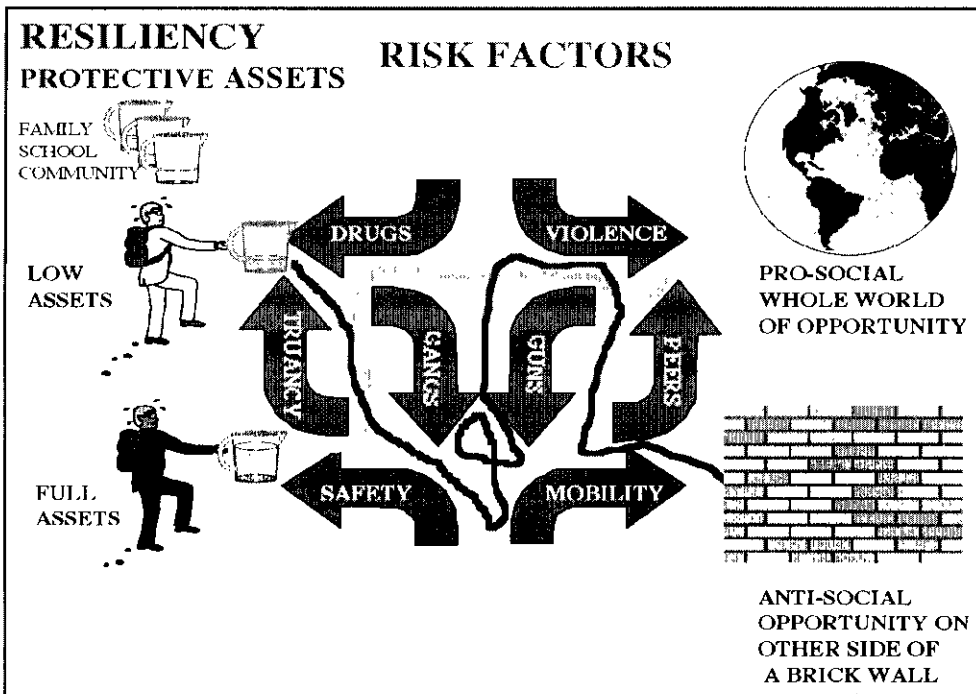 RESILIENCY
PROTECTIVE ASSETS
RISK FACTORS
FAMILY
SCHOOL
COMMUNITY
LOW
ASSETS
FULL
ASSETS
DRUGS
VIOLENCE
TRUANCY
GANGS
GUNS
PEERS
SAFETY
MOBILITY
PRO-SOCIAL
WHOLE WORLD
OF OPPORTUNITY
ANTI-SOCIAL
OPPORTUNITY ON
OTHER SIDE OF
A BRICK WALL